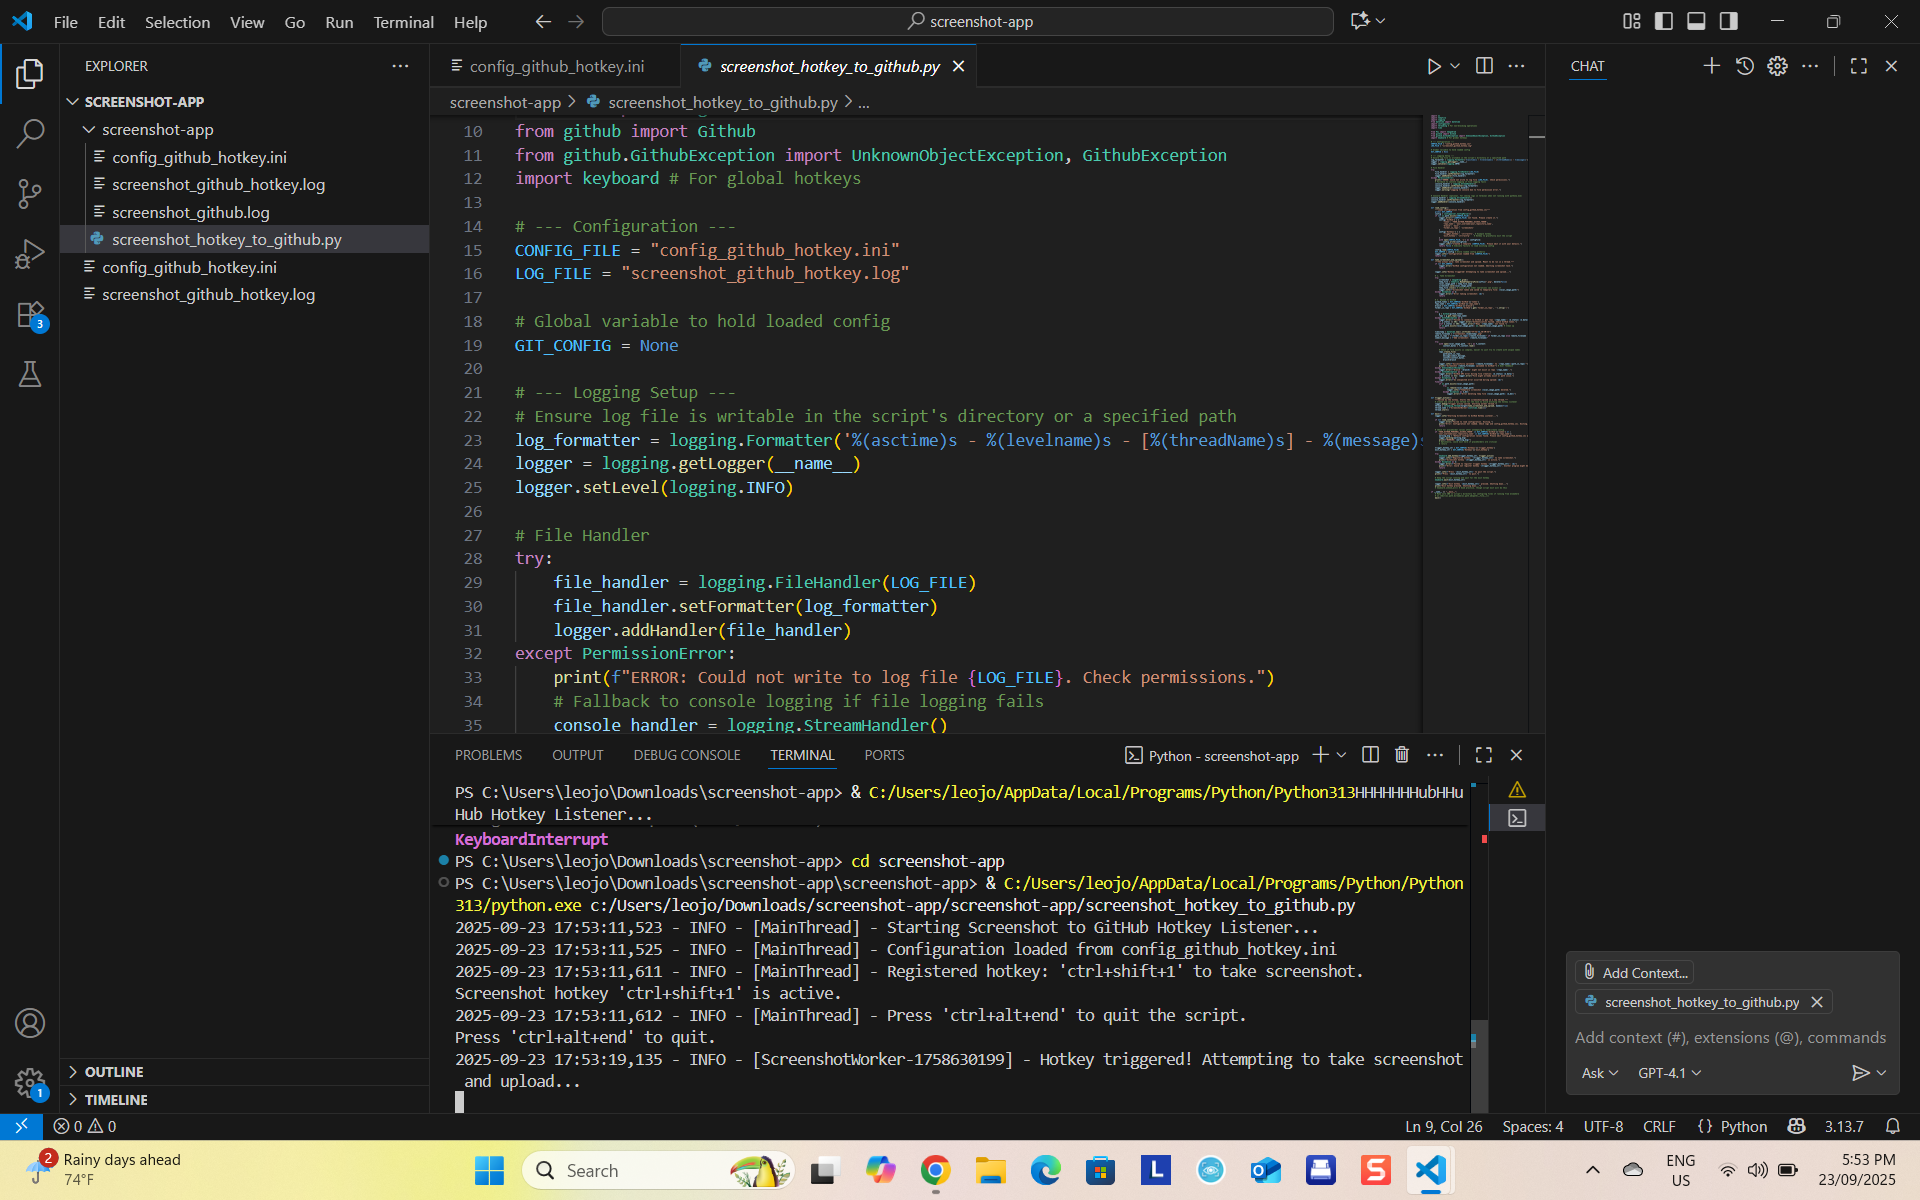 File Edit Selection View Go Run Terminal Help
screenshot-app
EXPLORER
SCREENSHOT-APP
screenshot-app
config_github_hotkey.ini
screenshot_github_hotkey.log
screenshot_github.log
screenshot_hotkey_to_github.py
config_github_hotkey.ini
screenshot_github_hotkey.log
OUTLINE
TIMELINE
3
1
config_github_hotkey.ini
screenshot_hotkey_to_github.py
screenshot-app > screenshot_hotkey_to_github.py > ...
10 from github import Github
11 from github.GithubException import UnknownObjectException, GithubException
12 import keyboard # For global hotkeys
13
14 # --- Configuration ---
15 CONFIG_FILE = "config_github_hotkey.ini"
16 LOG_FILE = "screenshot_github_hotkey.log"
17
18 # Global variable to hold loaded config
19 GIT_CONFIG = None
20
21 # --- Logging Setup ---
22 # Ensure log file is writable in the script's directory or a specified path
23 log_formatter = logging.Formatter('%(asctime)s - %(levelname)s - [%(threadName)s] - %(message)s
24 logger = logging.getLogger(__name__)
25 logger.setLevel(logging.INFO)
26
27 # File Handler
28 try:
29 file_handler = logging.FileHandler(LOG_FILE)
30 file_handler.setFormatter(log_formatter)
31 logger.addHandler(file_handler)
32 except PermissionError:
33 print(f"ERROR: Could not write to log file {LOG_FILE}. Check permissions.")
34 # Fallback to console logging if file logging fails
35 console_handler = logging.StreamHandler()
PROBLEMS OUTPUT DEBUG CONSOLE TERMINAL PORTS
Python - screenshot-app
PS C:\Users\leojo\Downloads\screenshot-app> & C:/Users/leojo/AppData/Local/Programs/Python/Python313HHHHHHHubHHu
Hub Hotkey Listener...
KeyboardInterrupt
PS C:\Users\leojo\Downloads\screenshot-app> cd screenshot-app
PS C:\Users\leojo\Downloads\screenshot-app\screenshot-app> & C:/Users/leojo/AppData/Local/Programs/Python/Python
313/python.exe c:/Users/leojo/Downloads/screenshot-app/screenshot-app/screenshot_hotkey_to_github.py
2025-09-23 17:53:11,523 - INFO - [MainThread] - Starting Screenshot to GitHub Hotkey Listener...
2025-09-23 17:53:11,525 - INFO - [MainThread] - Configuration loaded from config_github_hotkey.ini
2025-09-23 17:53:11,611 - INFO - [MainThread] - Registered hotkey: 'ctrl+shift+1' to take screenshot.
Screenshot hotkey 'ctrl+shift+1' is active.
2025-09-23 17:53:11,612 - INFO - [MainThread] - Press 'ctrl+alt+end' to quit the script.
Press 'ctrl+alt+end' to quit.
2025-09-23 17:53:19,135 - INFO - [ScreenshotWorker-1758630199] - Hotkey triggered! Attempting to take screenshot
and upload...
CHAT
Add Context...
screenshot_hotkey_to_github.py
Add context (#), extensions (@), commands
Ask GPT-4.1
0 0
Ln 9, Col 26 Spaces: 4 UTF-8 CRLF {} Python 3.13.7
2
Rainy days ahead
74°F
Search
L
S
ENG
US
5:53 PM
23/09/2025